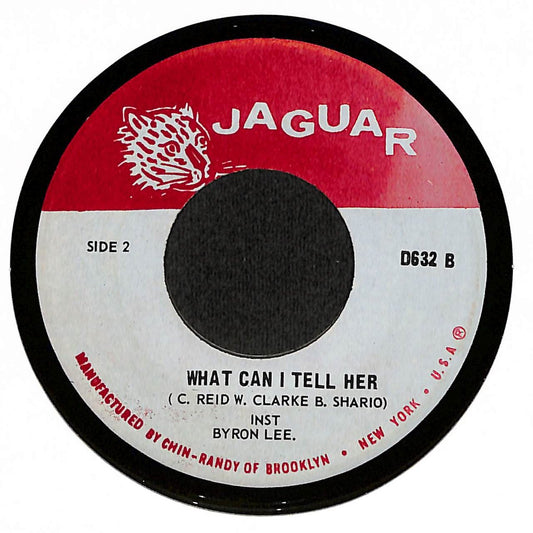 JAGUAR
SIDE 2
D632 B
WHAT CAN I TELL HER
( C. REID W. CLARKE B. SHARIO)
INST
BYRON LEE.
MANUFACTURED BY CHIN-RANDY OF BROOKLYN • NEW YORK • U.S.A ®